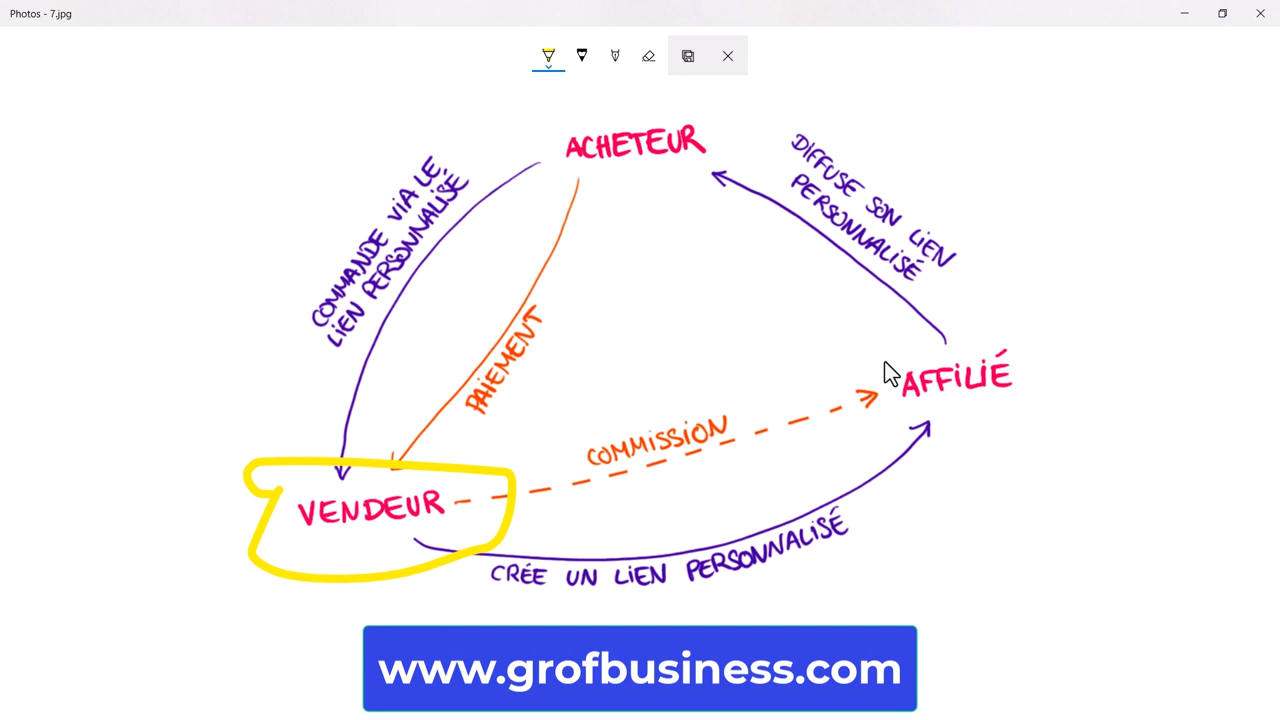 Photos - 7.jpg
ACHETEUR
DIFFUSE SON LIEN
PERSONNALISÉ
COMMANDE VIA LE
LIEN PERSONNALISÉ
PAIEMENT
AFFILIÉ
COMMISSION
VENDEUR
CRÉE UN LIEN PERSONNALISÉ
www.grofbusiness.com